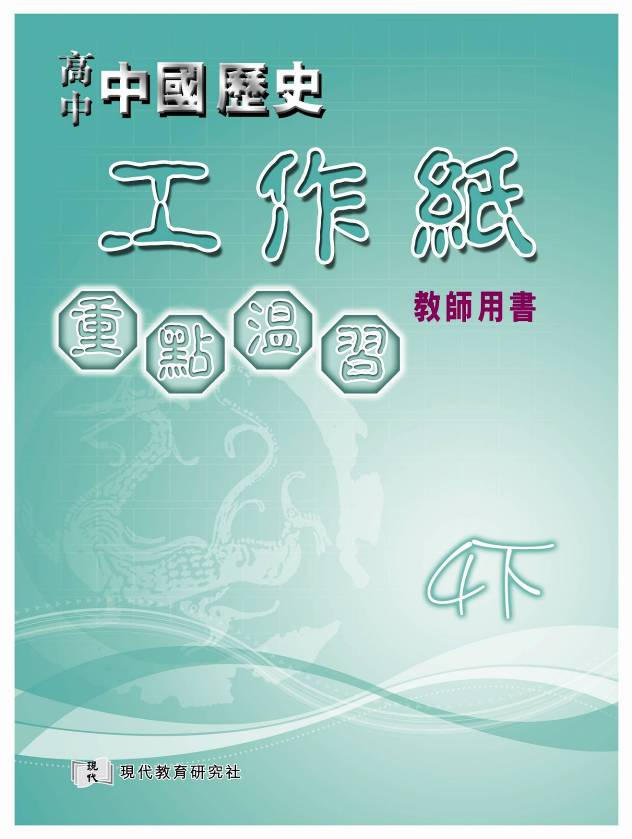 高中 中國歷史
工作紙
重點溫習
教師用書
4下
現代 現代教育研究社